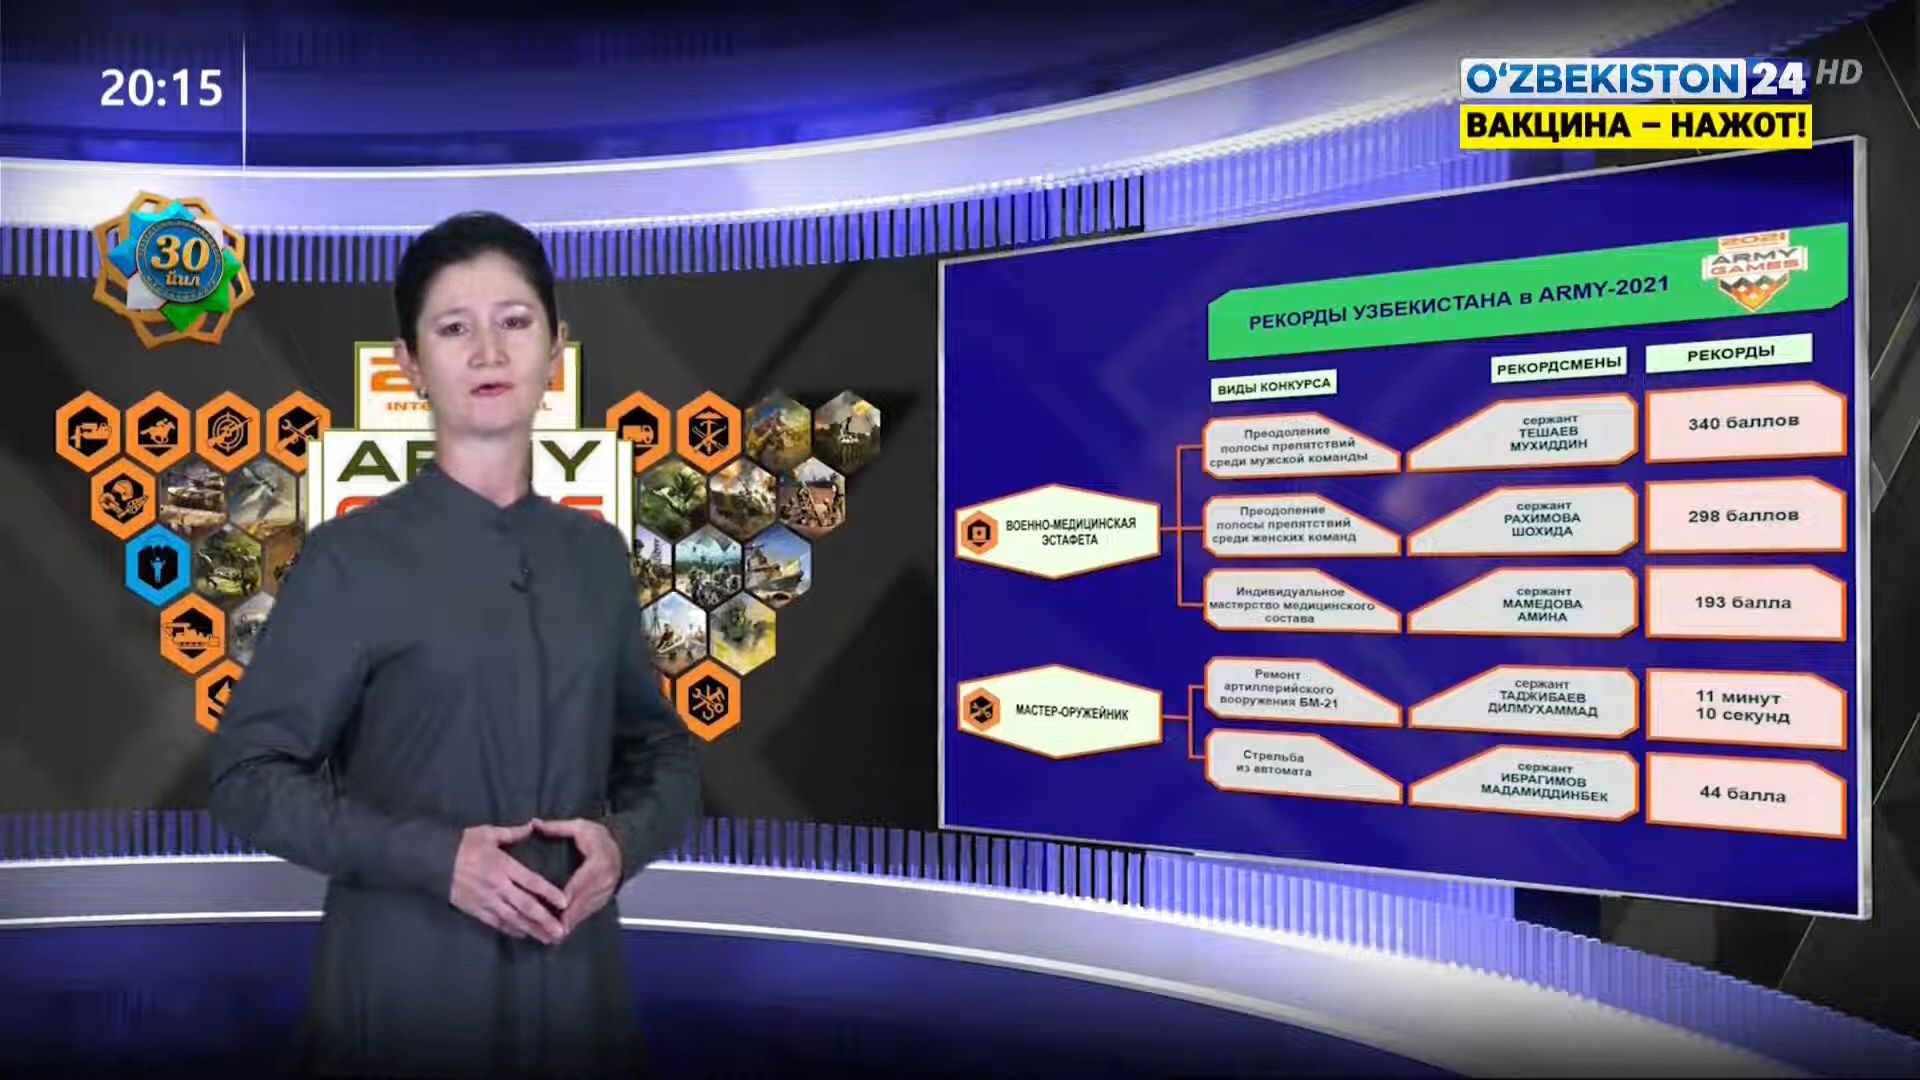 20:15
O‘ZBEKISTON 24 HD
ВАКЦИНА – НАЖОТ!
30
йил
ARMY
2021
ARMY
GAMES
РЕКОРДЫ УЗБЕКИСТАНА в ARMY-2021
ВИДЫ КОНКУРСА
РЕКОРДСМЕНЫ
РЕКОРДЫ
ВОЕННО-МЕДИЦИНСКАЯ
ЭСТАФЕТА
Преодоление
полосы препятствий
среди мужской команды
сержант
ТЕШАЕВ
МУХИДДИН
340 баллов
Преодоление
полосы препятствий
среди женских команд
сержант
РАХИМОВА
ШОХИДА
298 баллов
Индивидуальное
мастерство медицинского
состава
сержант
МАМЕДОВА
АМИНА
193 балла
МАСТЕР-ОРУЖЕЙНИК
Ремонт
артиллерийского
вооружения БМ-21
сержант
ТАДЖИБАЕВ
ДИЛМУХАММАД
11 минут
10 секунд
Стрельба
из автомата
сержант
ИБРАГИМОВ
МАДАМИДДИНБЕК
44 балла